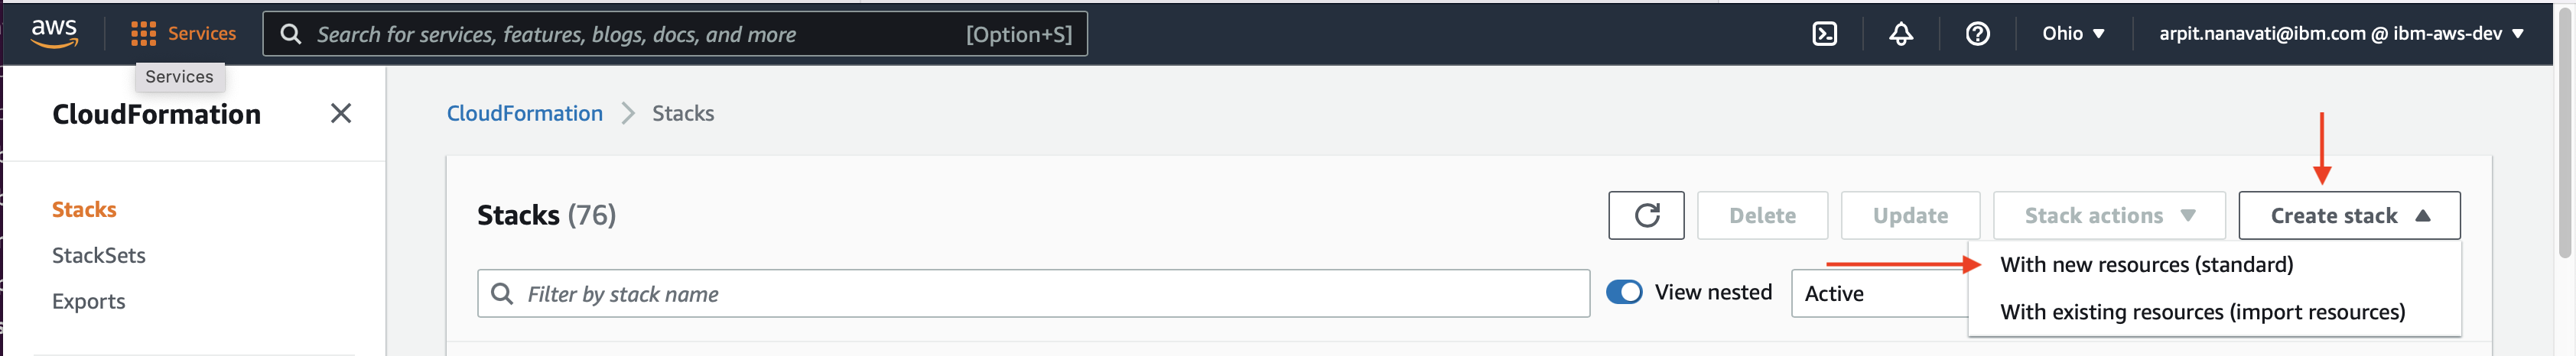 aws
Services
Search for services, features, blogs, docs, and more
[Option+S]
Ohio
arpit.nanavati@ibm.com @ ibm-aws-dev
Services
CloudFormation
CloudFormation
Stacks
Stacks
StackSets
Exports
Stacks (76)
Delete
Update
Stack actions
Create stack
With new resources (standard)
With existing resources (import resources)
Filter by stack name
View nested
Active